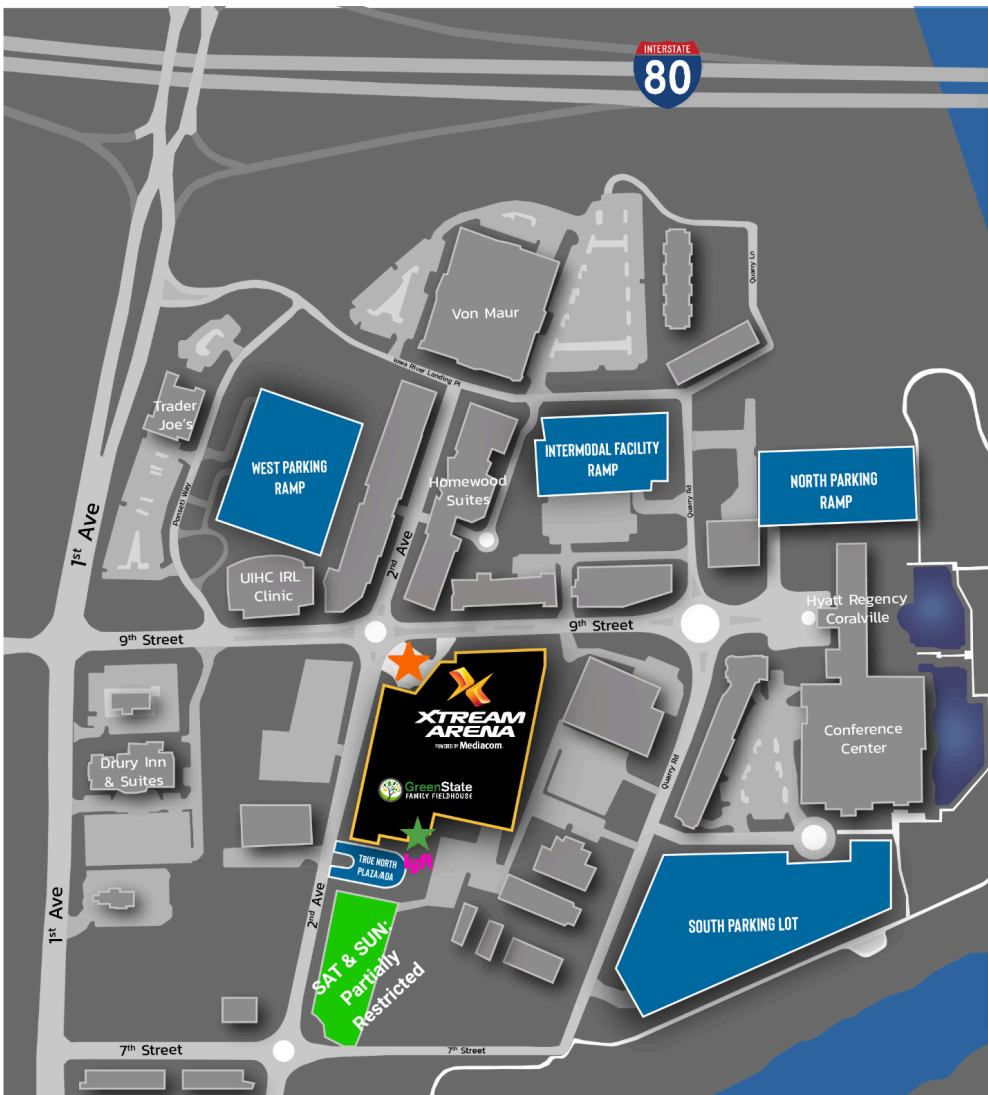 INTERSTATE
80
Von Maur
Quarry Ln
Iowa River Landing Pl
Trader
Joe's
WEST PARKING
RAMP
INTERMODAL FACILITY
RAMP
Homewood
Suites
NORTH PARKING
RAMP
Ponseti Way
Quarry Rd
1st Ave
2nd Ave
UIHC IRL
Clinic
Hyatt Regency
Coralville
9th Street
9th Street
XTREAM
ARENA
POWERED BY Mediacom
Conference
Center
Drury Inn
& Suites
Quarry Rd
GreenState
FAMILY FIELDHOUSE
lyft
TRUE NORTH
PLAZA/ADA
2nd Ave
1st Ave
SOUTH PARKING LOT
SAT & SUN:
Partially
Restricted
7th Street
7th Street